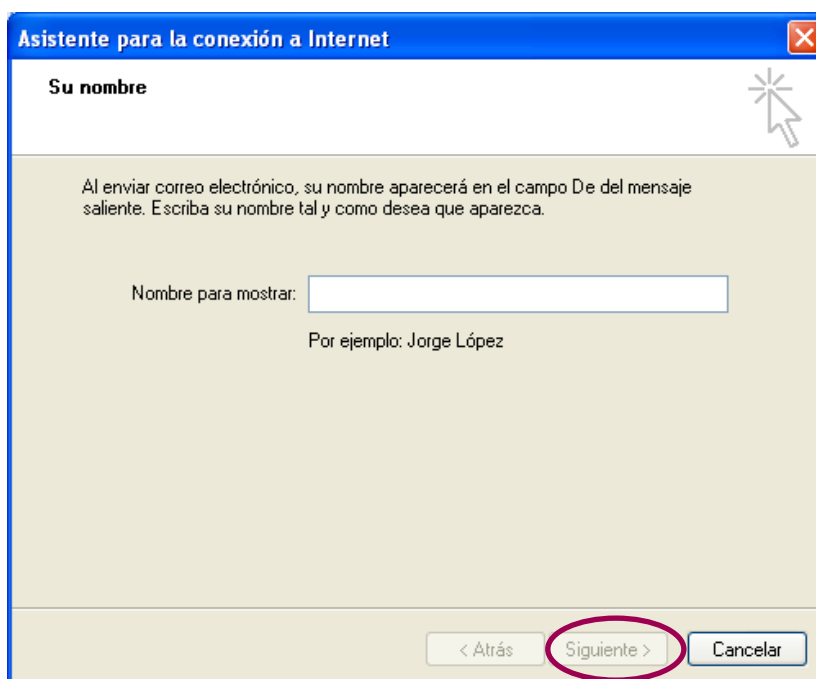 Asistente para la conexión a Internet
Su nombre
Al enviar correo electrónico, su nombre aparecerá en el campo De del mensaje
saliente. Escriba su nombre tal y como desea que aparezca.
Nombre para mostrar:
Por ejemplo: Jorge López
< Atrás Siguiente > Cancelar